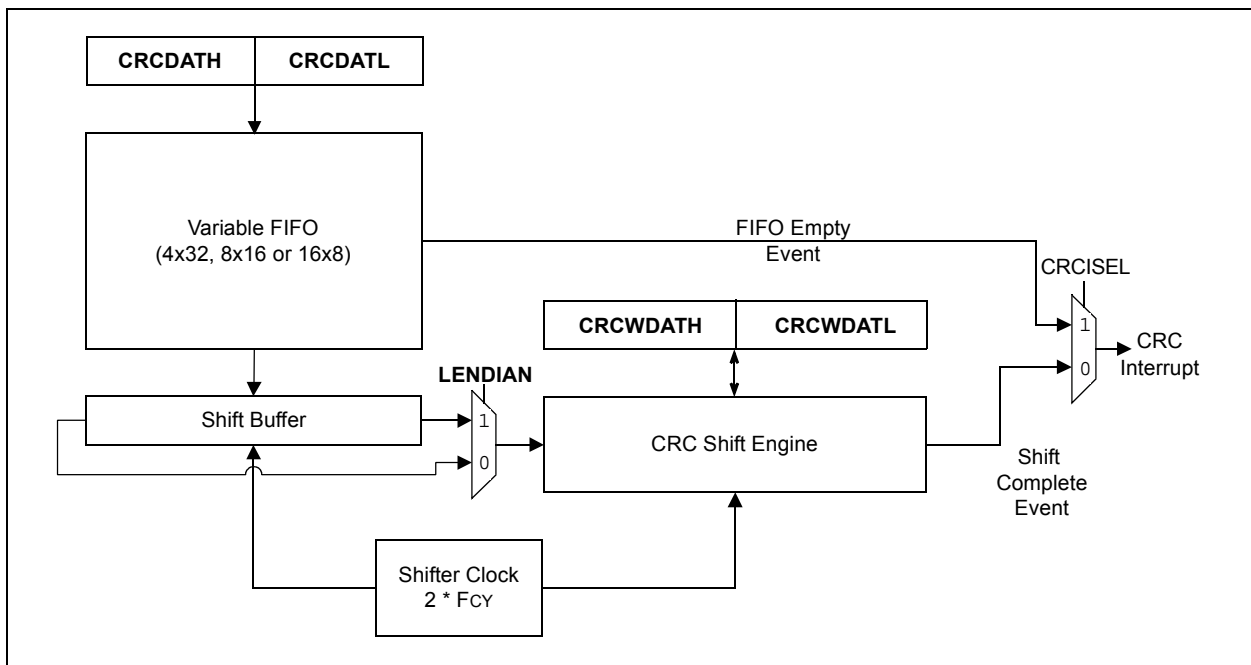 CRCDATH CRCDATL
Variable FIFO
(4x32, 8x16 or 16x8)
FIFO Empty
Event
CRCISEL
1
0
CRC
Interrupt
CRCWDATH CRCWDATL
LENDIAN
1
0
Shift Buffer
CRC Shift Engine
Shift
Complete
Event
Shifter Clock
2 * FCY